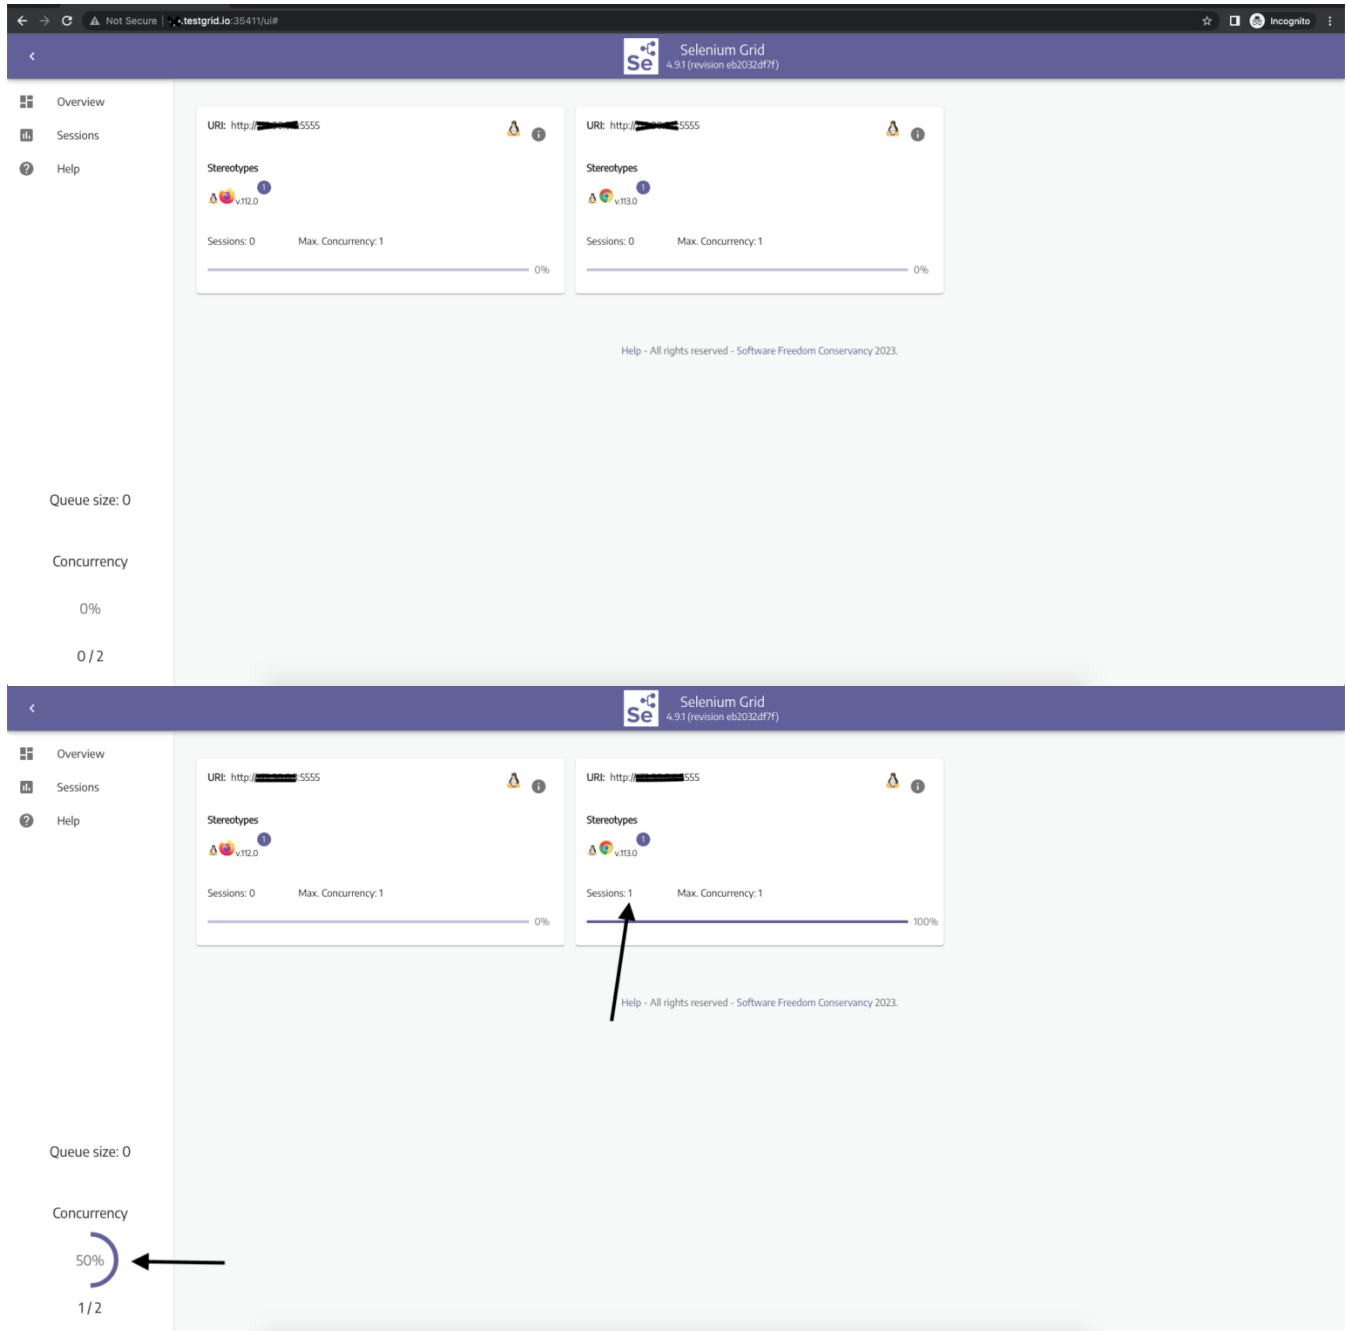 Not Secure | .testgrid.io:35411/ui#
Incognito
Se
Selenium Grid
4.9.1 (revision eb2032df7f)
Overview
Sessions
Help
URI: http:// 5555
Stereotypes
1
v.112.0
Sessions: 0 Max. Concurrency: 1
0%
URI: http:// :5555
Stereotypes
1
v.113.0
Sessions: 0 Max. Concurrency: 1
0%
Help - All rights reserved - Software Freedom Conservancy 2023.
Queue size: 0
Concurrency
0%
0 / 2
Se
Selenium Grid
4.9.1 (revision eb2032df7f)
Overview
Sessions
Help
URI: http:// :5555
Stereotypes
1
v.112.0
Sessions: 0 Max. Concurrency: 1
0%
URI: http:// 555
Stereotypes
1
v.113.0
Sessions: 1 Max. Concurrency: 1
100%
Help - All rights reserved - Software Freedom Conservancy 2023.
Queue size: 0
Concurrency
50%
1 / 2